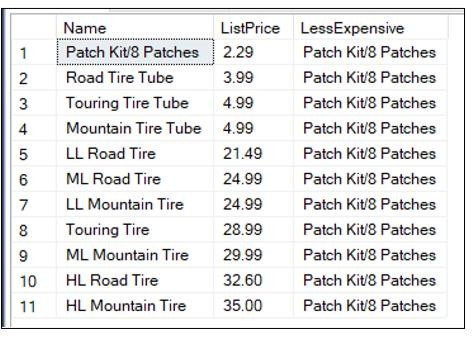 Name ListPrice LessExpensive
1 Patch Kit/8 Patches 2.29 Patch Kit/8 Patches
2 Road Tire Tube 3.99 Patch Kit/8 Patches
3 Touring Tire Tube 4.99 Patch Kit/8 Patches
4 Mountain Tire Tube 4.99 Patch Kit/8 Patches
5 LL Road Tire 21.49 Patch Kit/8 Patches
6 ML Road Tire 24.99 Patch Kit/8 Patches
7 LL Mountain Tire 24.99 Patch Kit/8 Patches
8 Touring Tire 28.99 Patch Kit/8 Patches
9 ML Mountain Tire 29.99 Patch Kit/8 Patches
10 HL Road Tire 32.60 Patch Kit/8 Patches
11 HL Mountain Tire 35.00 Patch Kit/8 Patches